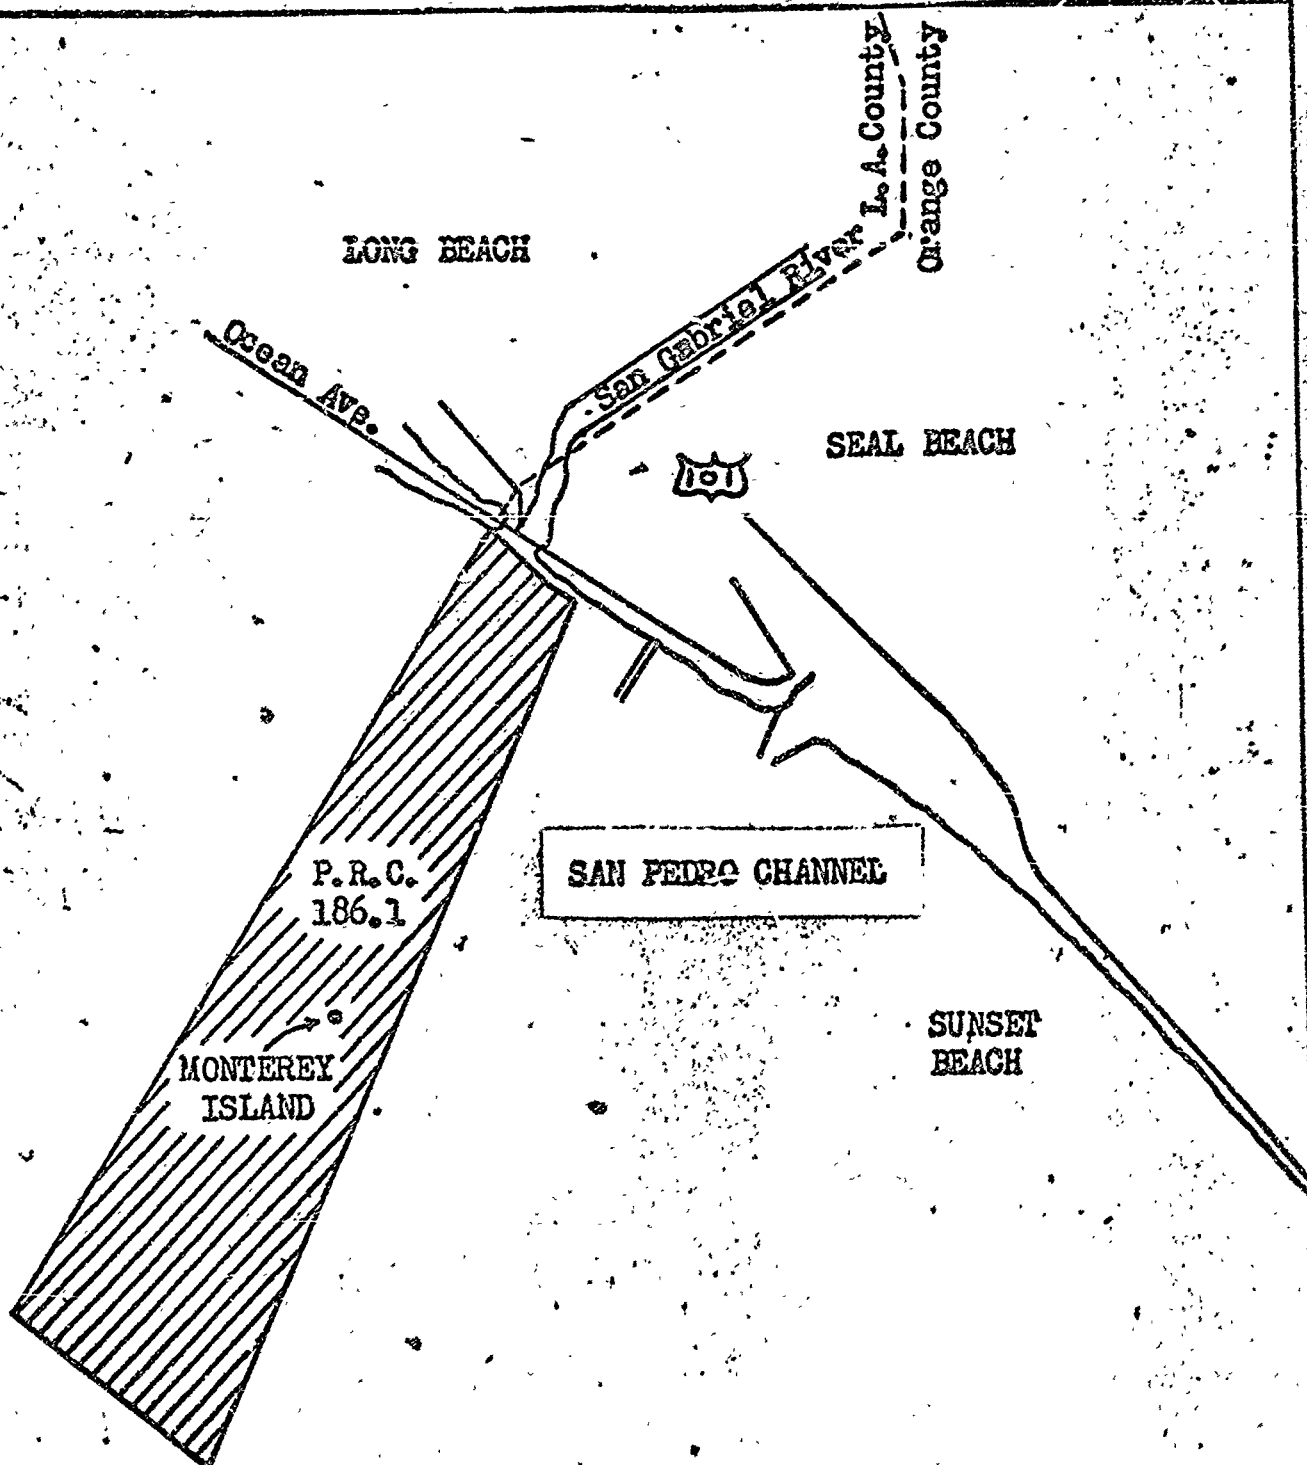 L.A. County
Orange County
LONG BEACH
San Gabriel River
Ocean Ave.
SEAL BEACH
101
P.R.C.
186.1
SAN PEDRO CHANNEL
MONTEREY
ISLAND
SUNSET
BEACH